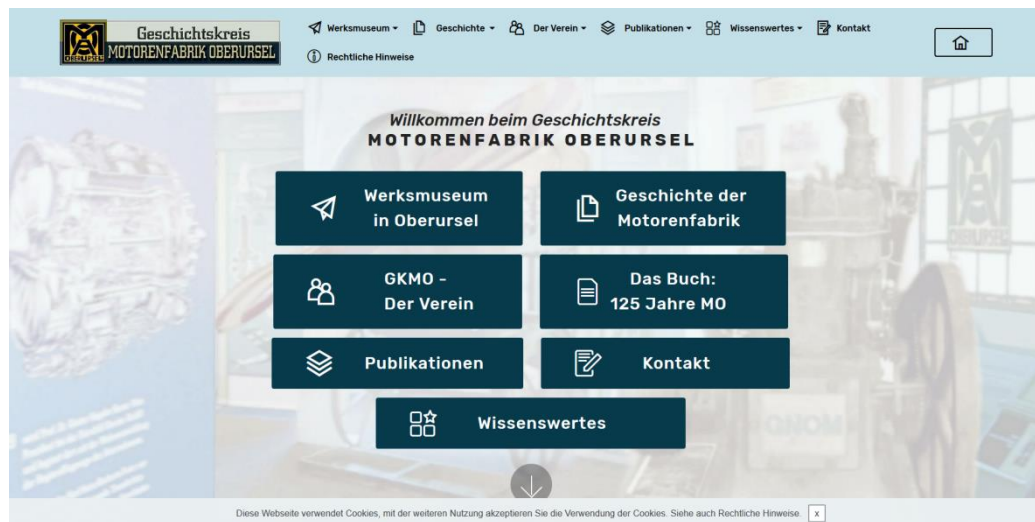 Geschichtskreis
MOTORENFABRIK OBERURSEL
OBERURSEL
Werksmuseum
Geschichte
Der Verein
Publikationen
Wissenswertes
Kontakt
Rechtliche Hinweise
Willkommen beim Geschichtskreis
MOTORENFABRIK OBERURSEL
Werksmuseum
in Oberursel
Geschichte der
Motorenfabrik
GKMO -
Der Verein
Das Buch:
125 Jahre MO
Publikationen
Kontakt
Wissenswertes
Diese Webseite verwendet Cookies, mit der weiteren Nutzung akzeptieren Sie die Verwendung der Cookies. Siehe auch Rechtliche Hinweise.
x